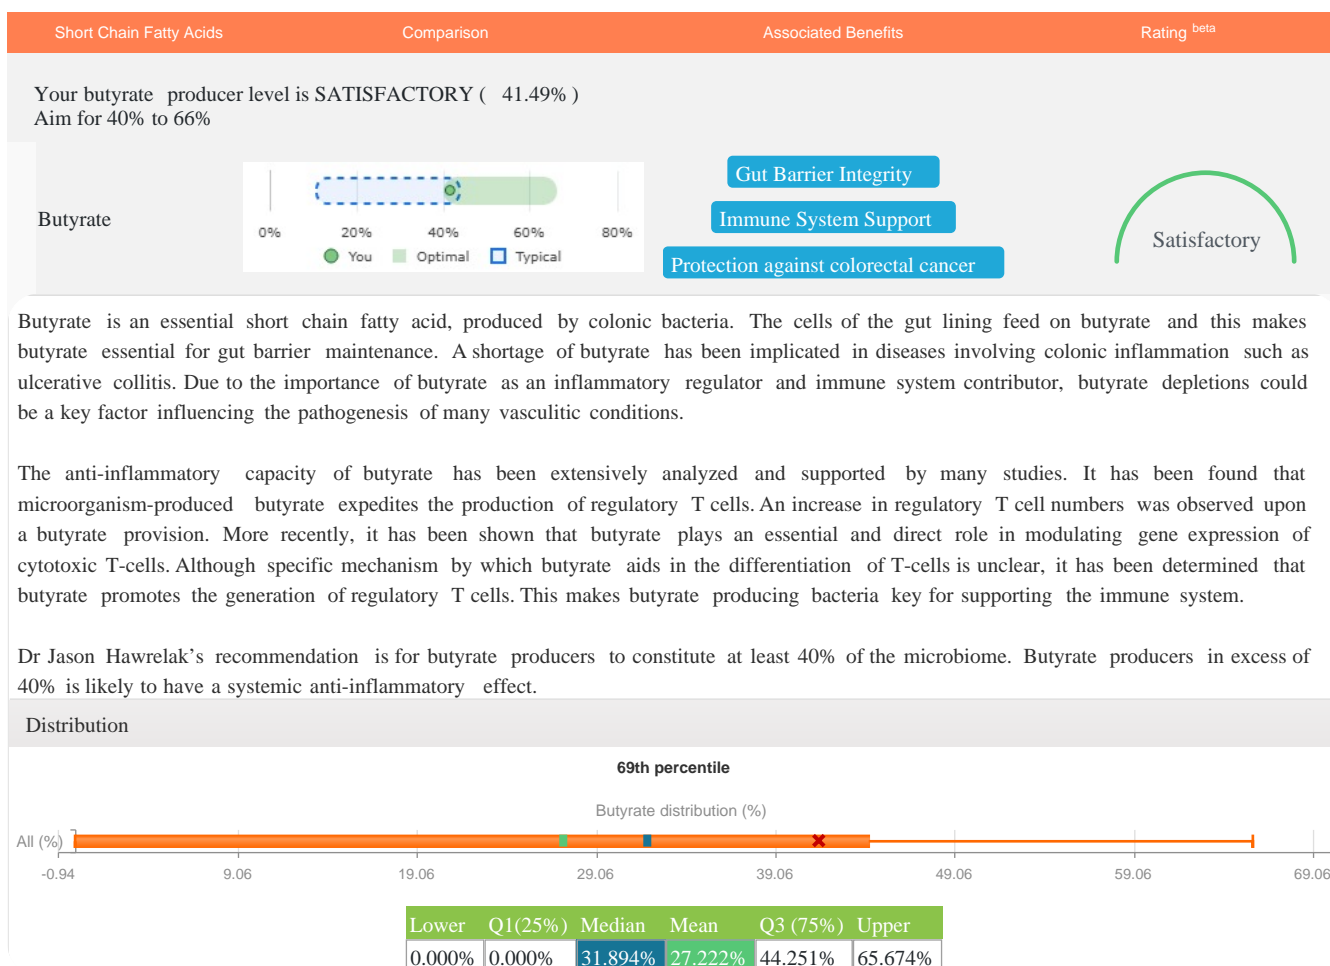 Short Chain Fatty Acids Comparison Associated Benefits Rating beta
Your butyrate producer level is SATISFACTORY ( 41.49% )
Aim for 40% to 66%
Butyrate
0% 20% 40% 60% 80%
You Optimal Typical
Gut Barrier Integrity
Immune System Support
Protection against colorectal cancer
Satisfactory
Butyrate is an essential short chain fatty acid, produced by colonic bacteria. The cells of the gut lining feed on butyrate and this makes
butyrate essential for gut barrier maintenance. A shortage of butyrate has been implicated in diseases involving colonic inflammation such as
ulcerative collitis. Due to the importance of butyrate as an inflammatory regulator and immune system contributor, butyrate depletions could
be a key factor influencing the pathogenesis of many vasculitic conditions.
The anti-inflammatory capacity of butyrate has been extensively analyzed and supported by many studies. It has been found that
microorganism-produced butyrate expedites the production of regulatory T cells. An increase in regulatory T cell numbers was observed upon
a butyrate provision. More recently, it has been shown that butyrate plays an essential and direct role in modulating gene expression of
cytotoxic T-cells. Although specific mechanism by which butyrate aids in the differentiation of T-cells is unclear, it has been determined that
butyrate promotes the generation of regulatory T cells. This makes butyrate producing bacteria key for supporting the immune system.
Dr Jason Hawrelak's recommendation is for butyrate producers to constitute at least 40% of the microbiome. Butyrate producers in excess of
40% is likely to have a systemic anti-inflammatory effect.
Distribution
69th percentile
Butyrate distribution (%)
All (%)
-0.94 9.06 19.06 29.06 39.06 49.06 59.06 69.06
Lower Q1(25%) Median Mean Q3 (75%) Upper
0.000% 0.000% 31.894% 27.222% 44.251% 65.674%